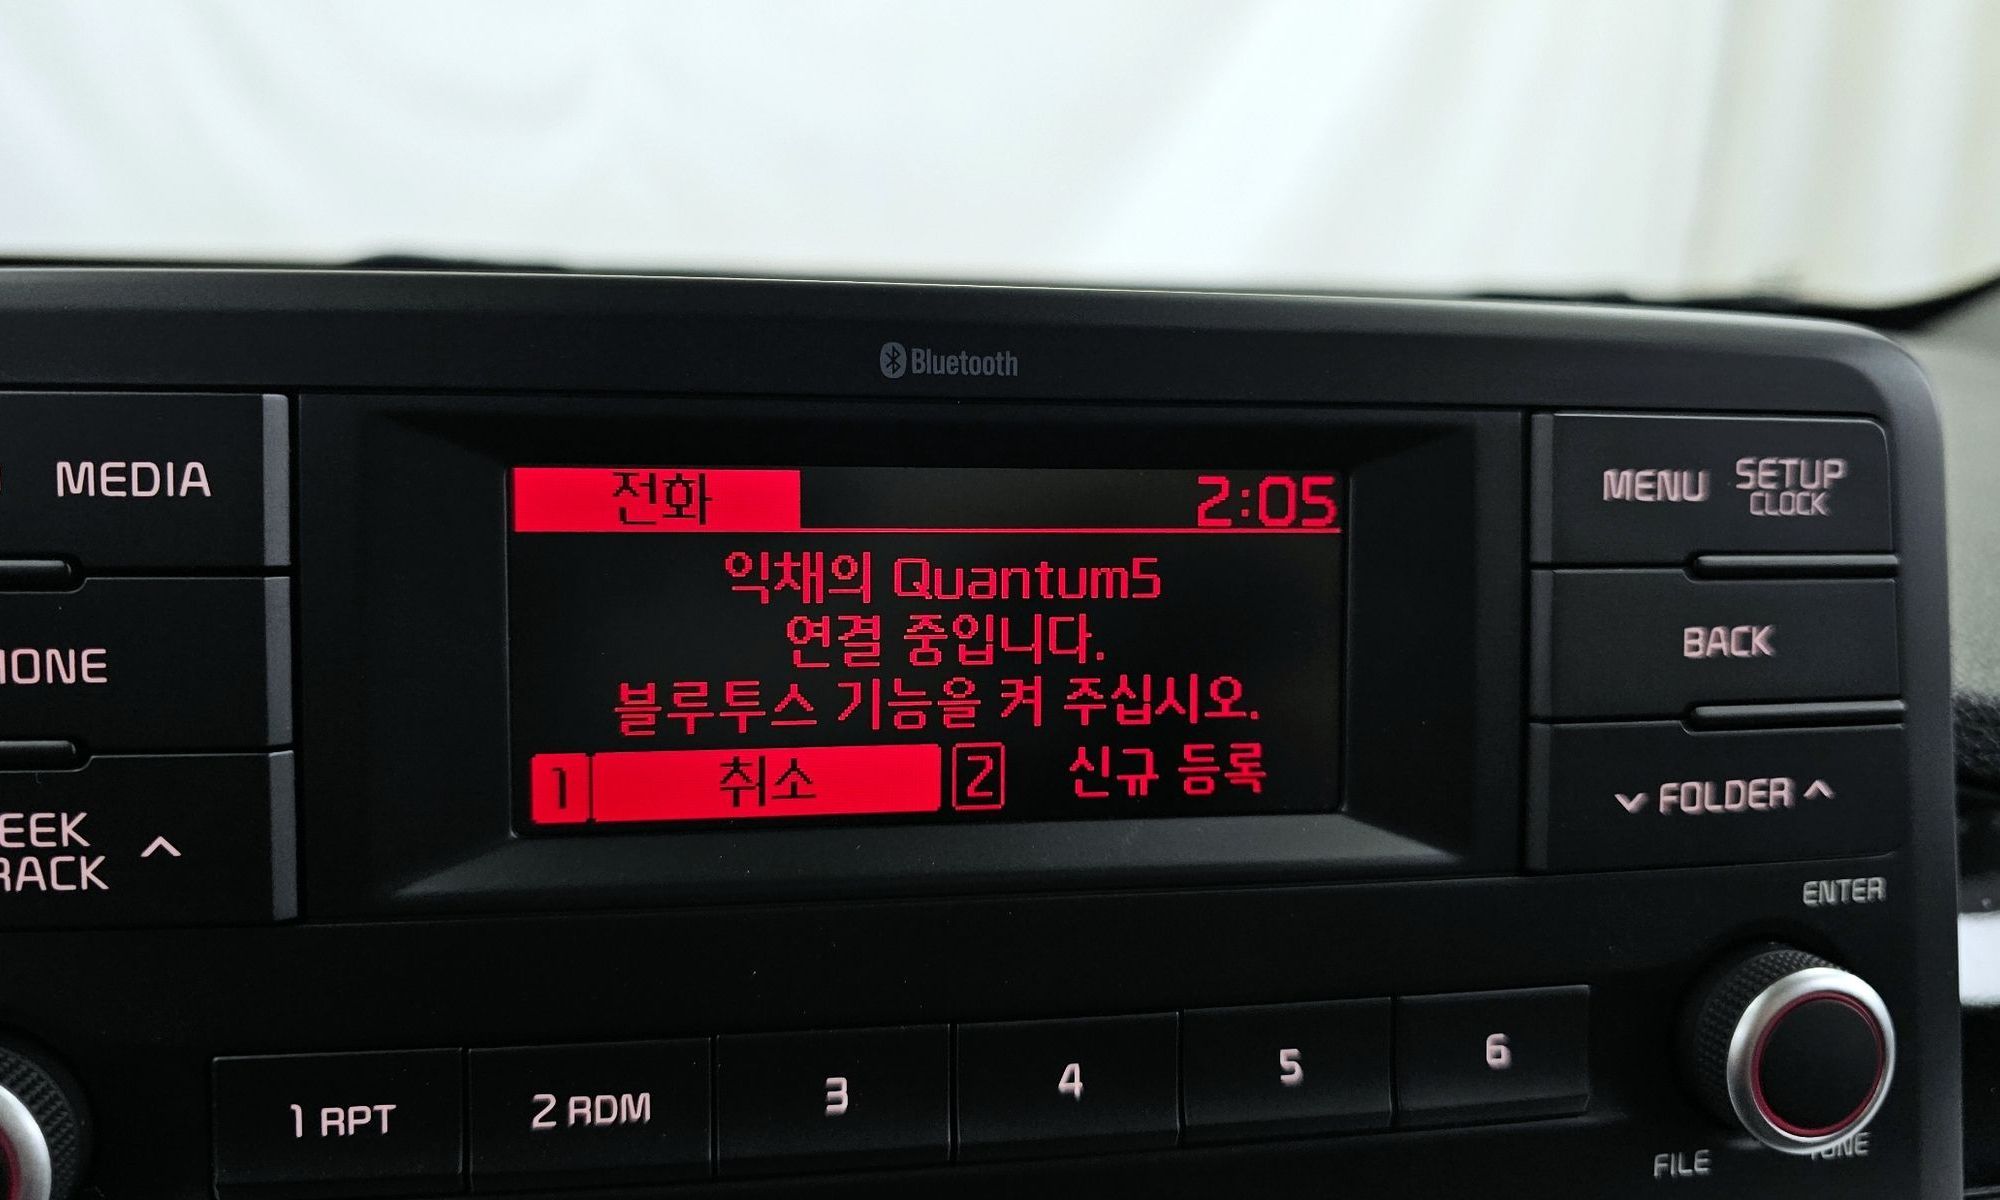 Bluetooth
MEDIA
전화 2:05
MENU SETUP
CLOCK
익채의 Quantum5
연결 중입니다.
블루투스 기능을 켜 주십시오.
1 취소 2 신규 등록
BACK
FOLDER
ENTER
1 RPT
2 RDM
3
4
5
6
FILE